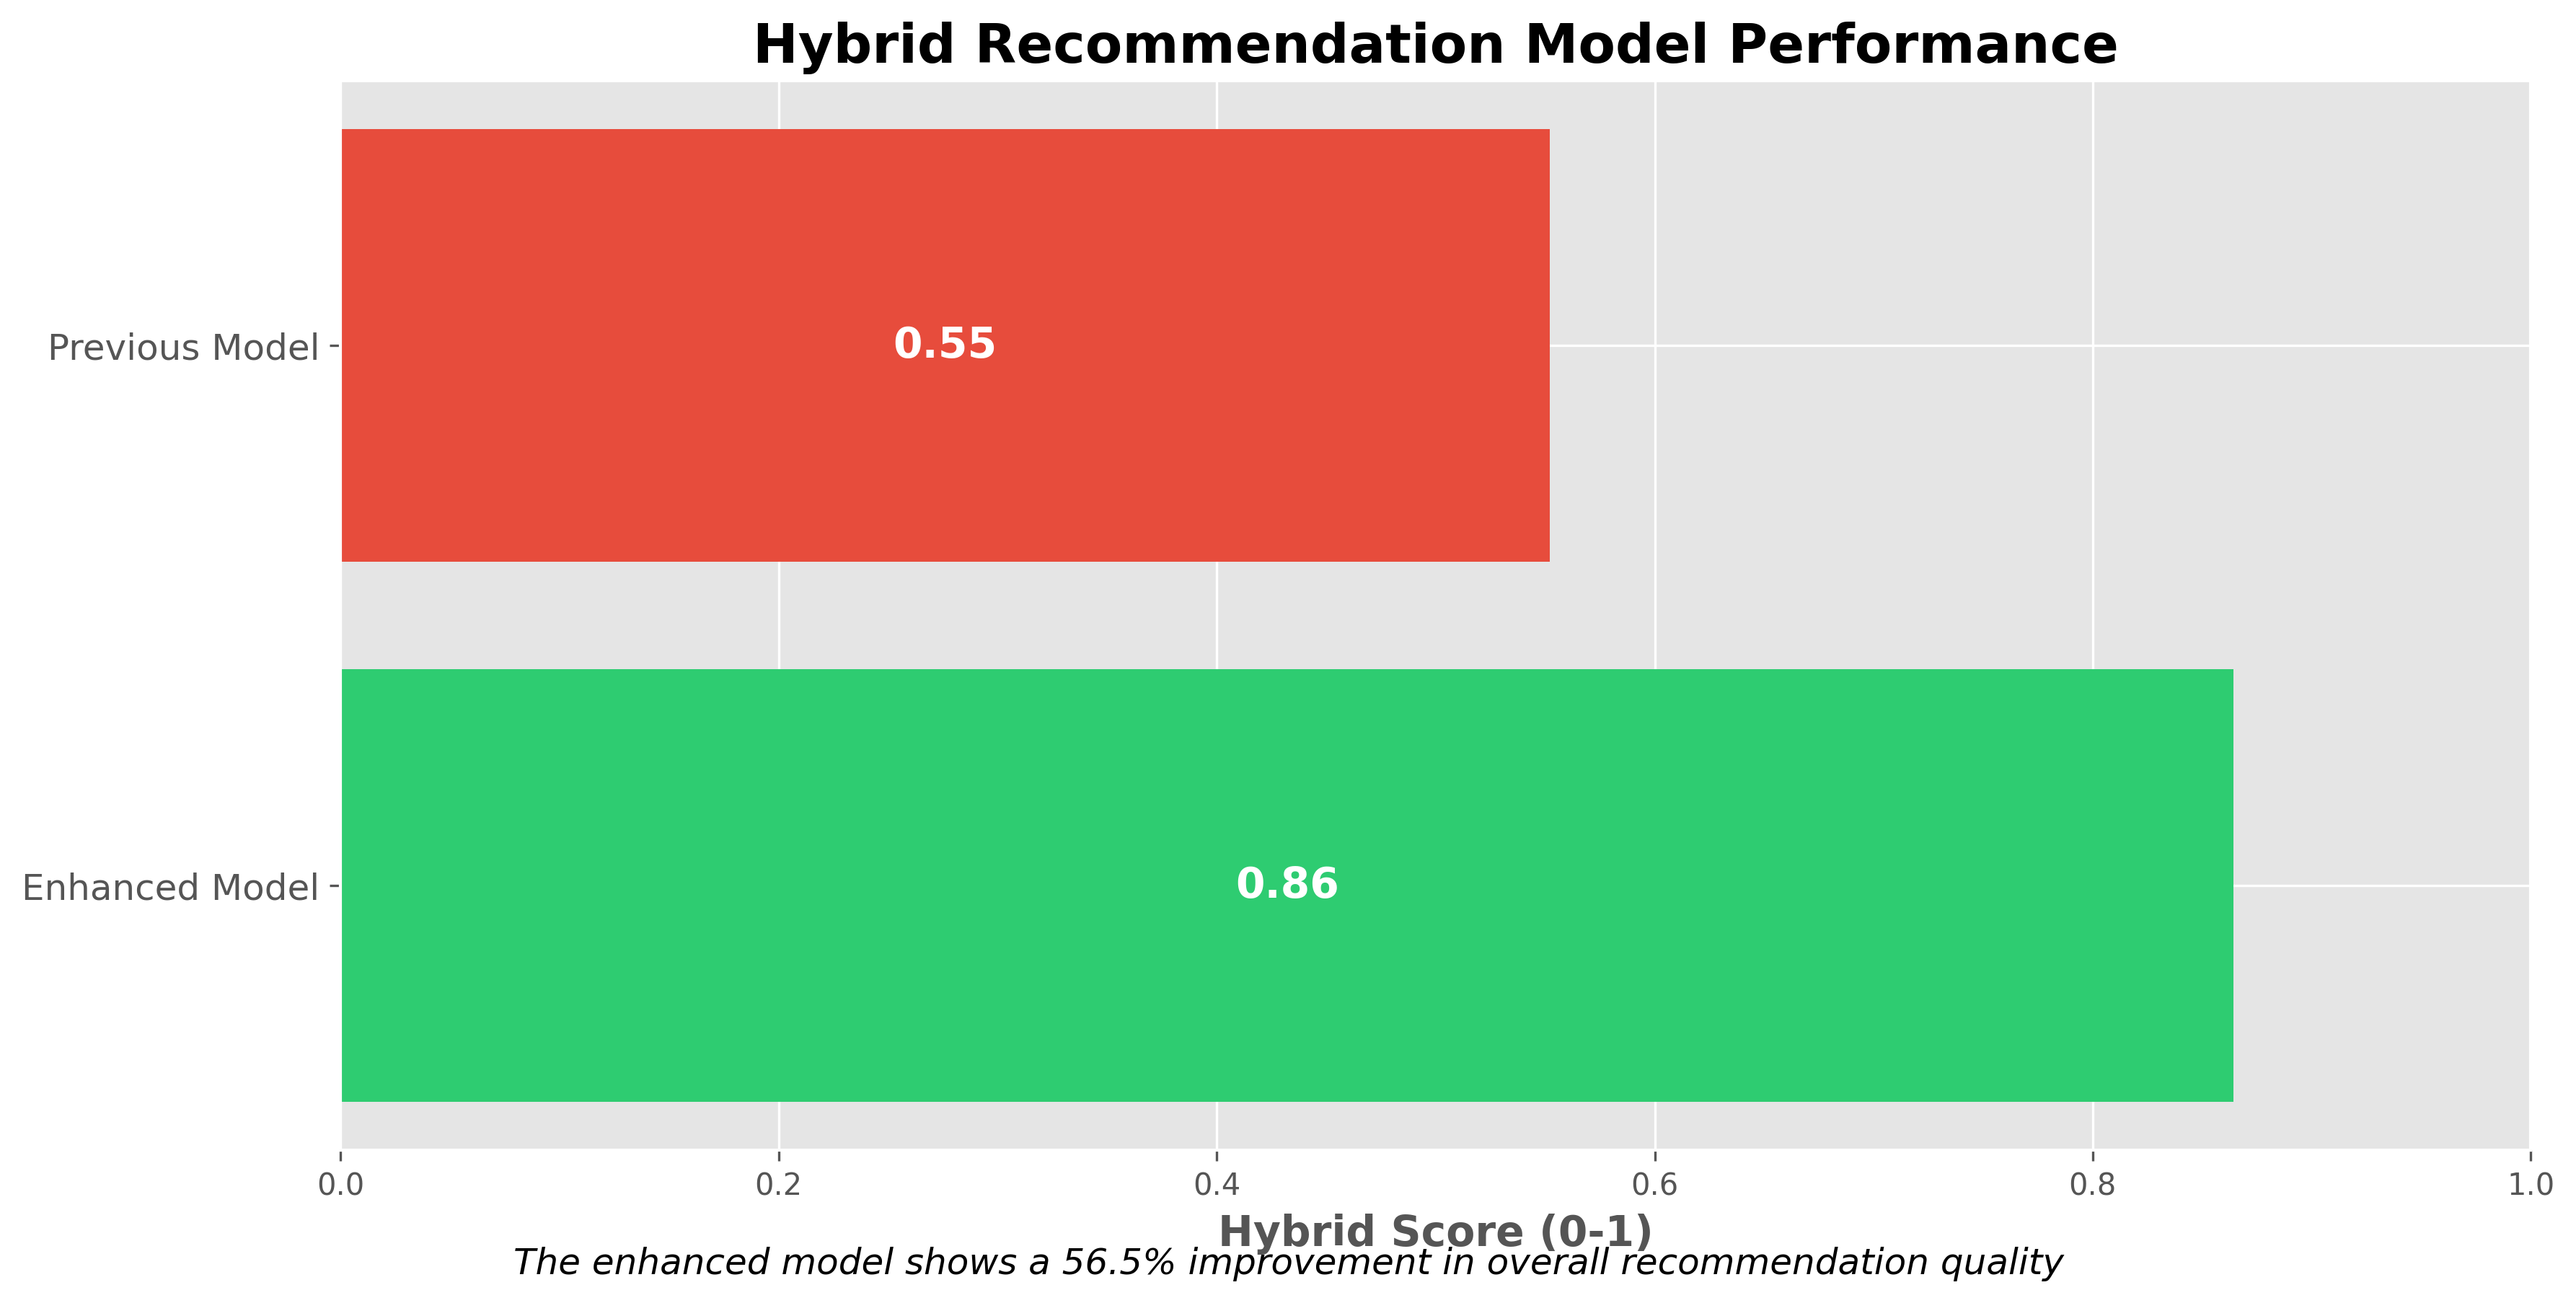 Hybrid Recommendation Model Performance
Previous Model
0.55
Enhanced Model
0.86
0.0 0.2 0.4 0.6 0.8 1.0
Hybrid Score (0-1)
The enhanced model shows a 56.5% improvement in overall recommendation quality